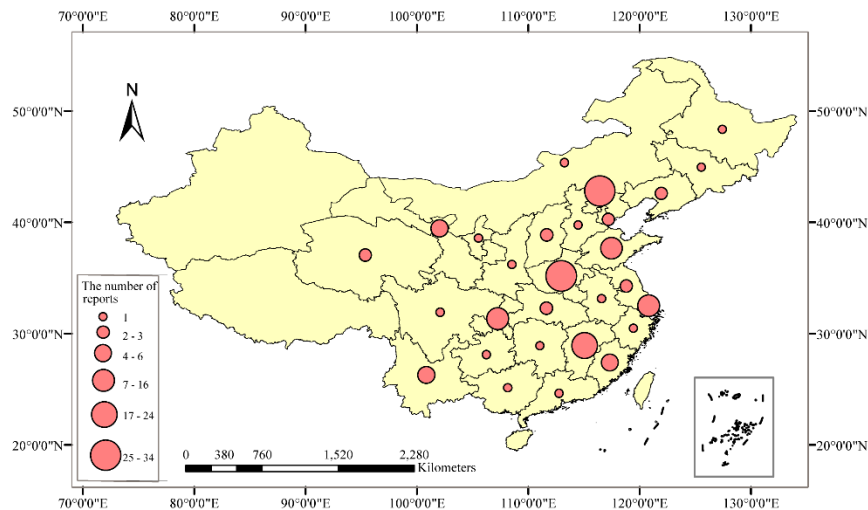 70°0'0"E 80°0'0"E 90°0'0"E 100°0'0"E 110°0'0"E 120°0'0"E 130°0'0"E
N
50°0'0"N 50°0'0"N
40°0'0"N 40°0'0"N
30°0'0"N 30°0'0"N
20°0'0"N 20°0'0"N
The number of
reports
1
2 - 3
4 - 6
7 - 16
17 - 24
25 - 34
0 380 760 1,520 2,280
Kilometers
70°0'0"E 80°0'0"E 90°0'0"E 100°0'0"E 110°0'0"E 120°0'0"E 130°0'0"E